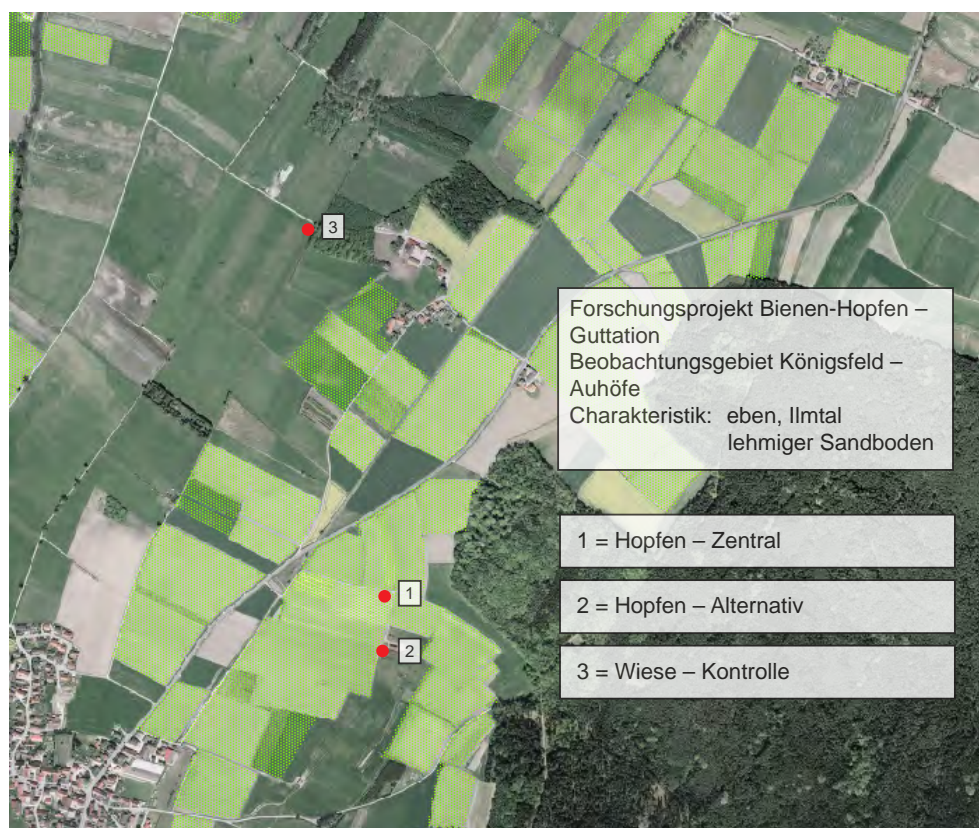 3
Forschungsprojekt Bienen-Hopfen –
Guttation
Beobachtungsgebiet Königsfeld –
Auhöfe
Charakteristik: eben, Ilmtal
lehmiger Sandboden
1 = Hopfen – Zentral
1
2 = Hopfen – Alternativ
2
3 = Wiese – Kontrolle